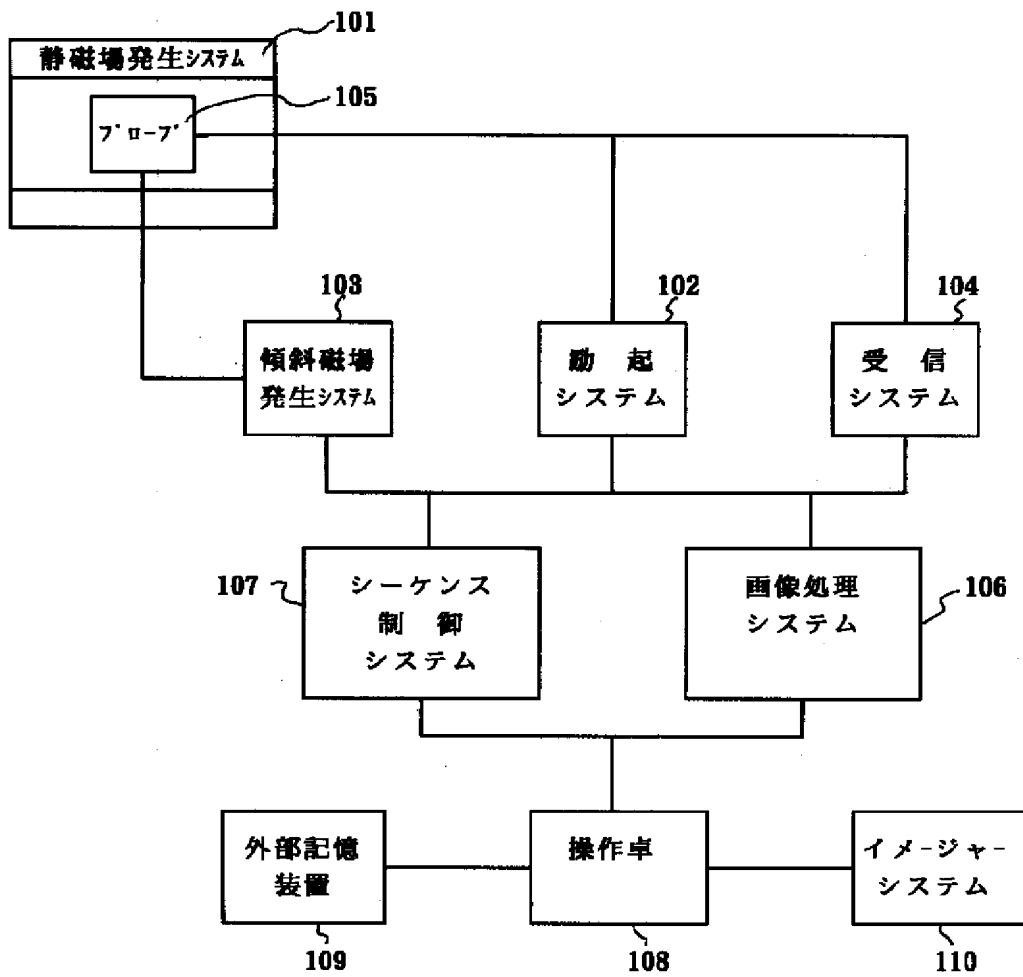 101
静磁場発生システム
105
プローブ
103
102
104
傾斜磁場
発生システム
励起
システム
受信
システム
107
シーケンス
制御
システム
画像処理
システム
106
外部記憶
装置
操作卓
イメージャー
システム
109
108
110